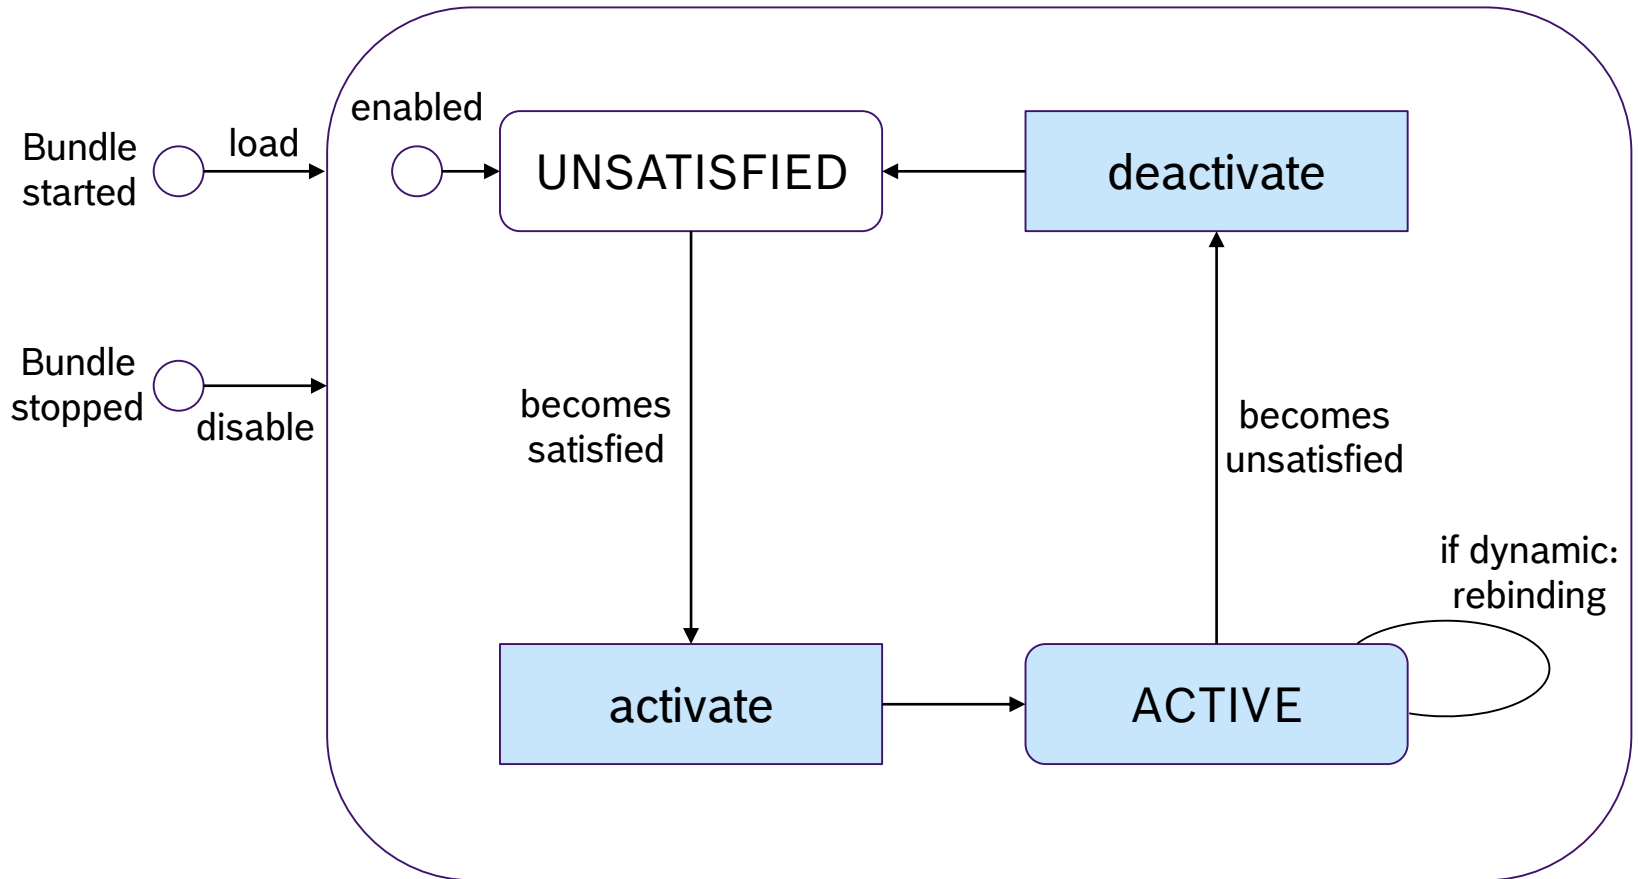 enabled
Bundle
started
load
UNSATISFIED
deactivate
Bundle
stopped
disable
becomes
satisfied
becomes
unsatisfied
if dynamic:
rebinding
activate
ACTIVE